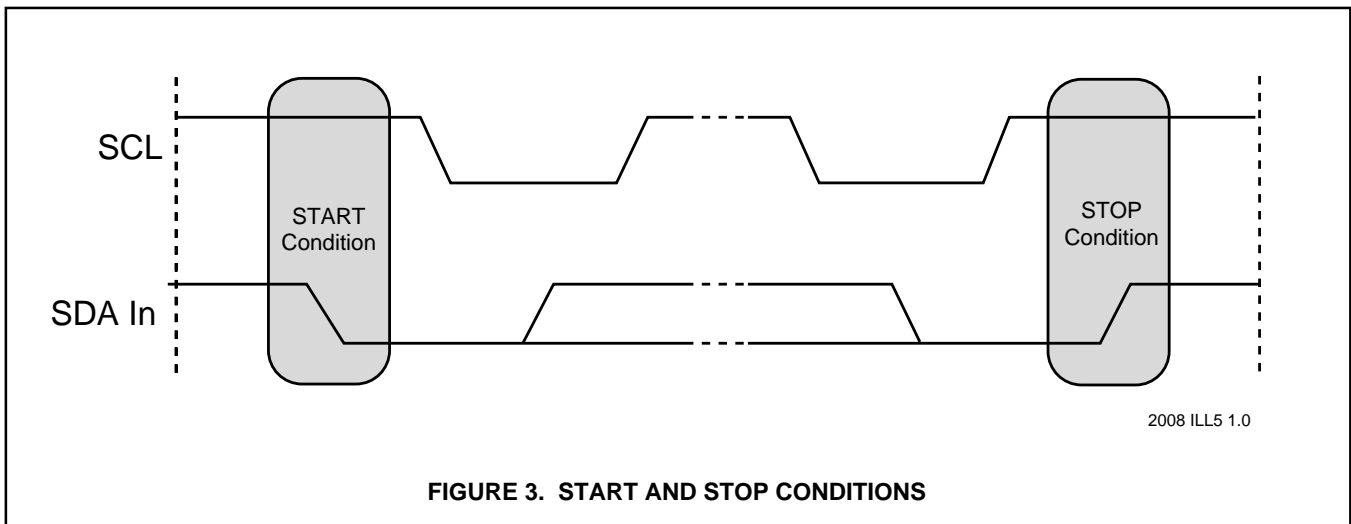 SCL
START
Condition
STOP
Condition
SDA In
2008 ILL5 1.0
FIGURE 3. START AND STOP CONDITIONS